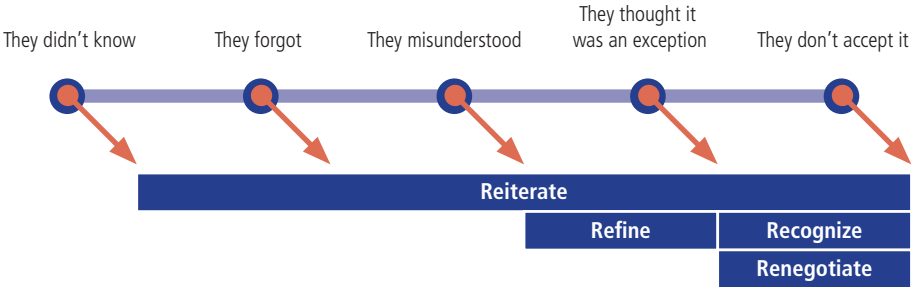 They didn't know
They forgot
They misunderstood
They thought it
was an exception
They don't accept it
Reiterate
Refine
Recognize
Renegotiate